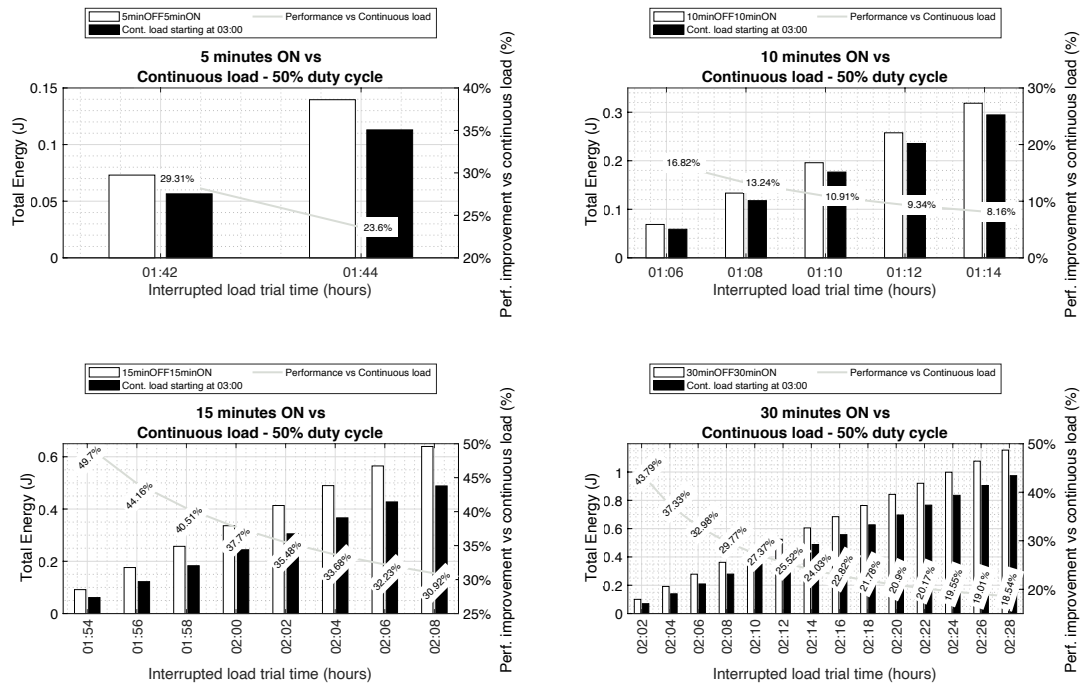 5minOFF5minON
Performance vs Continuous load
Cont. load starting at 03:00
5 minutes ON vs
Continuous load - 50% duty cycle
Total Energy (J)
0.15
0.1
0.05
0
29.31%
23.6%
40%
35%
30%
25%
20%
Perf. improvement vs continuous load (%)
01:42
01:44
Interrupted load trial time (hours)
10minOFF10minON
Performance vs Continuous load
Cont. load starting at 03:00
10 minutes ON vs
Continuous load - 50% duty cycle
Total Energy (J)
0.3
0.2
0.1
0
16.82%
13.24%
10.91%
9.34%
8.16%
30%
20%
10%
0%
Perf. improvement vs continuous load (%)
01:06
01:08
01:10
01:12
01:14
Interrupted load trial time (hours)
15minOFF15minON
Performance vs Continuous load
Cont. load starting at 03:00
15 minutes ON vs
Continuous load - 50% duty cycle
Total Energy (J)
0.6
0.4
0.2
0
49.7%
44.16%
40.51%
37.7%
35.48%
33.68%
32.23%
30.92%
50%
45%
40%
35%
30%
25%
Perf. improvement vs continuous load (%)
01:54
01:56
01:58
02:00
02:02
02:04
02:06
02:08
Interrupted load trial time (hours)
30minOFF30minON
Performance vs Continuous load
Cont. load starting at 03:00
30 minutes ON vs
Continuous load - 50% duty cycle
Total Energy (J)
1
0.8
0.6
0.4
0.2
0
43.79%
37.33%
32.98%
29.77%
27.37%
25.52%
24.03%
22.82%
21.78%
20.9%
20.17%
19.55%
19.01%
18.54%
50%
40%
30%
20%
Perf. improvement vs continuous load (%)
02:02
02:04
02:06
02:08
02:10
02:12
02:14
02:16
02:18
02:20
02:22
02:24
02:26
02:28
Interrupted load trial time (hours)